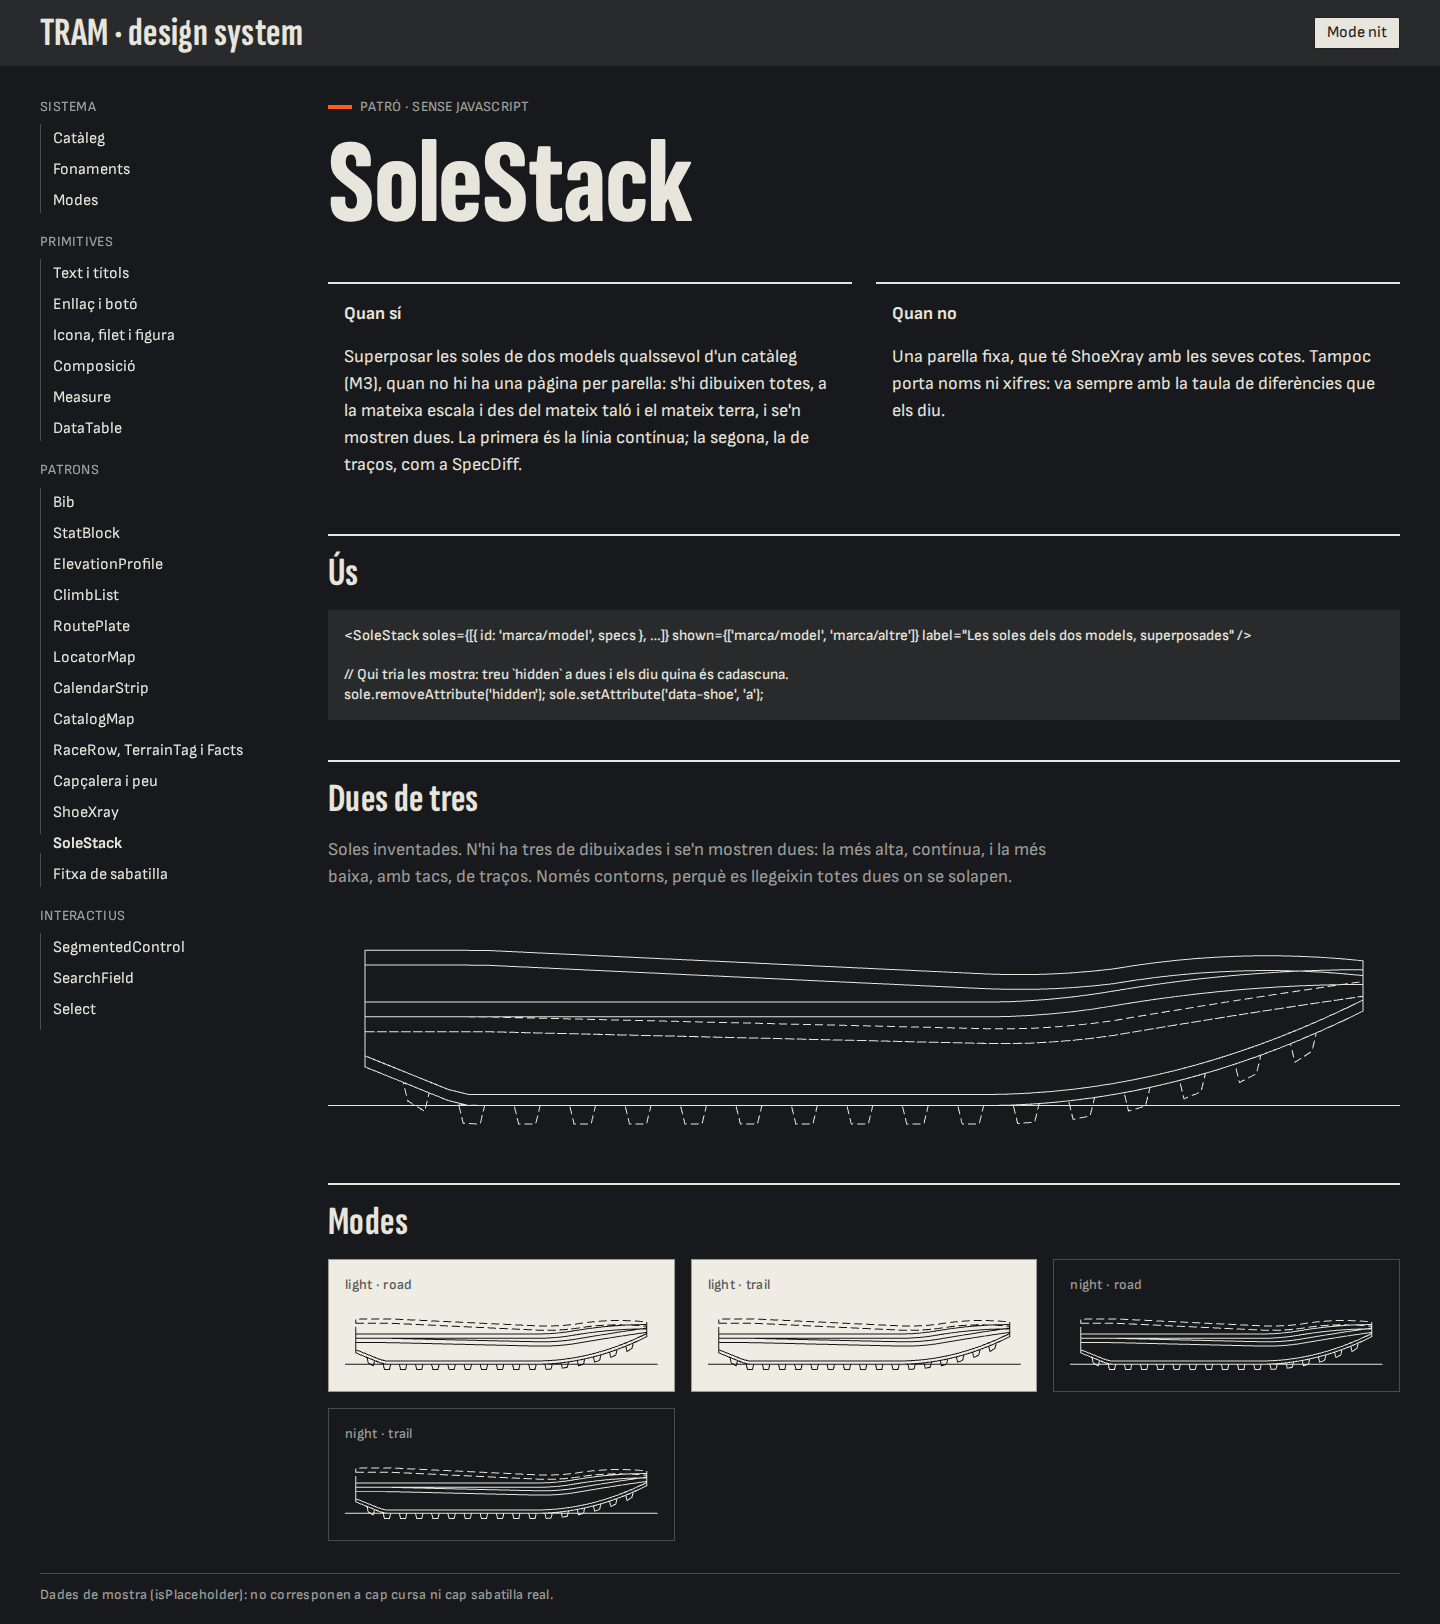 TRAM · design system
Mode nit
SISTEMA
Catàleg
Fonaments
Modes
PRIMITIVES
Text i títols
Enllaç i botó
Icona, filet i figura
Composició
Measure
DataTable
PATRONS
Bib
StatBlock
ElevationProfile
ClimbList
RoutePlate
LocatorMap
CalendarStrip
CatalogMap
RaceRow, TerrainTag i Facts
Capçalera i peu
ShoeXray
SoleStack
Fitxa de sabatilla
INTERACTIUS
SegmentedControl
SearchField
Select
PATRÓ · SENSE JAVASCRIPT
SoleStack
Quan sí
Superposar les soles de dos models qualssevol d'un catàleg
(M3), quan no hi ha una pàgina per parella: s'hi dibuixen totes, a
la mateixa escala i des del mateix taló i el mateix terra, i se'n
mostren dues. La primera és la línia contínua; la segona, la de
traços, com a SpecDiff.
Quan no
Una parella fixa, que té ShoeXray amb les seves cotes. Tampoc
porta noms ni xifres: va sempre amb la taula de diferències que
els diu.
Ús
<SoleStack soles={[{ id: 'marca/model', specs }, …]} shown={['marca/model', 'marca/altre']} label="Les soles dels dos models, superposades" />
// Qui tria les mostra: treu `hidden` a dues i els diu quina és cadascuna.
sole.removeAttribute('hidden'); sole.setAttribute('data-shoe', 'a');
Dues de tres
Soles inventades. N'hi ha tres de dibuixades i se'n mostren dues: la més alta, contínua, i la més
baixa, amb tacs, de traços. Només contorns, perquè es llegeixin totes dues on se solapen.
Modes
light · road
light · trail
night · road
night · trail
Dades de mostra (isPlaceholder): no corresponen a cap cursa ni cap sabatilla real.